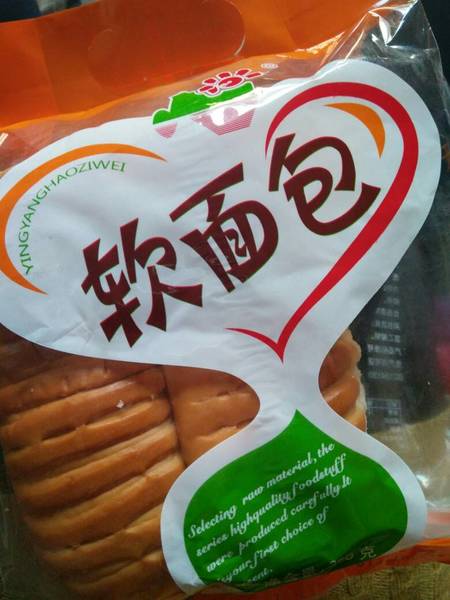 YINGYANGHAOZIWEI
软面包
Selecting raw material, the
series highquality foodstuff
were produced carefully.It
your first choice of
克